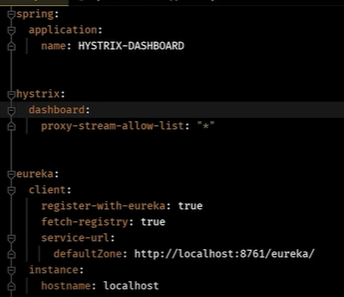 spring:
  application:
    name: HYSTRIX-DASHBOARD
hystrix:
  dashboard:
    proxy-stream-allow-list: "*"
eureka:
  client:
    register-with-eureka: true
    fetch-registry: true
    service-url:
      defaultZone: http://localhost:8761/eureka/
  instance:
    hostname: localhost